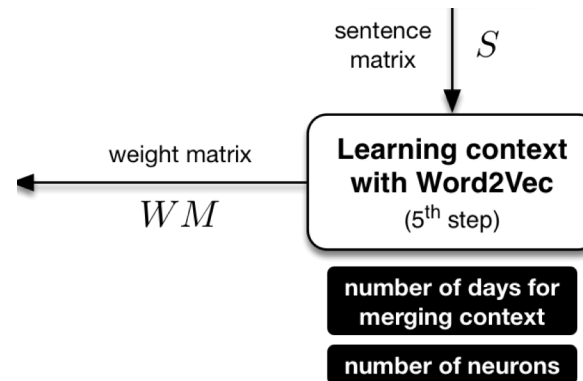 sentence
matrix
S
weight matrix
WM
Learning context
with Word2Vec
(5th step)
number of days for
merging context
number of neurons